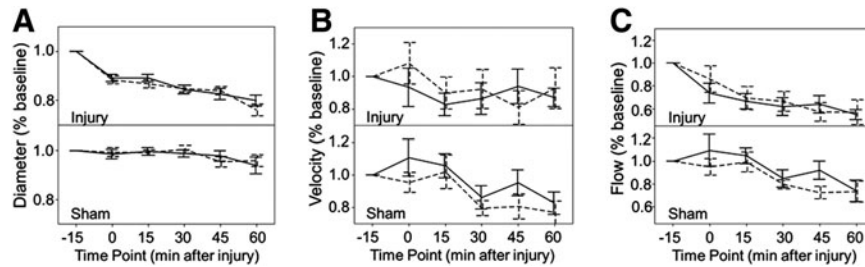 A
Diameter (% baseline)
1.0
0.8
Injury
1.0
0.8
Sham
-15 0 15 30 45 60
Time Point (min after injury)
B
Velocity (% baseline)
1.2
1.0
0.8
Injury
1.2
1.0
0.8
Sham
-15 0 15 30 45 60
Time Point (min after injury)
C
Flow (% baseline)
1.2
1.0
0.8
0.6
Injury
1.2
1.0
0.8
0.6
Sham
-15 0 15 30 45 60
Time Point (min after injury)